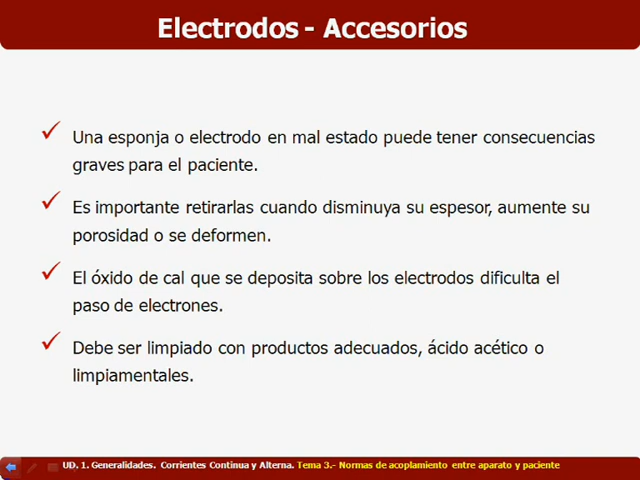 Electrodos - Accesorios
Una esponja o electrodo en mal estado puede tener consecuencias
graves para el paciente.
Es importante retirarlas cuando disminuya su espesor, aumente su
porosidad o se deformen.
El óxido de cal que se deposita sobre los electrodos dificulta el
paso de electrones.
Debe ser limpiado con productos adecuados, ácido acético o
limpiamentales.
UD. 1. Generalidades. Corrientes Continua y Alterna. Tema 3.- Normas de acoplamiento entre aparato y paciente